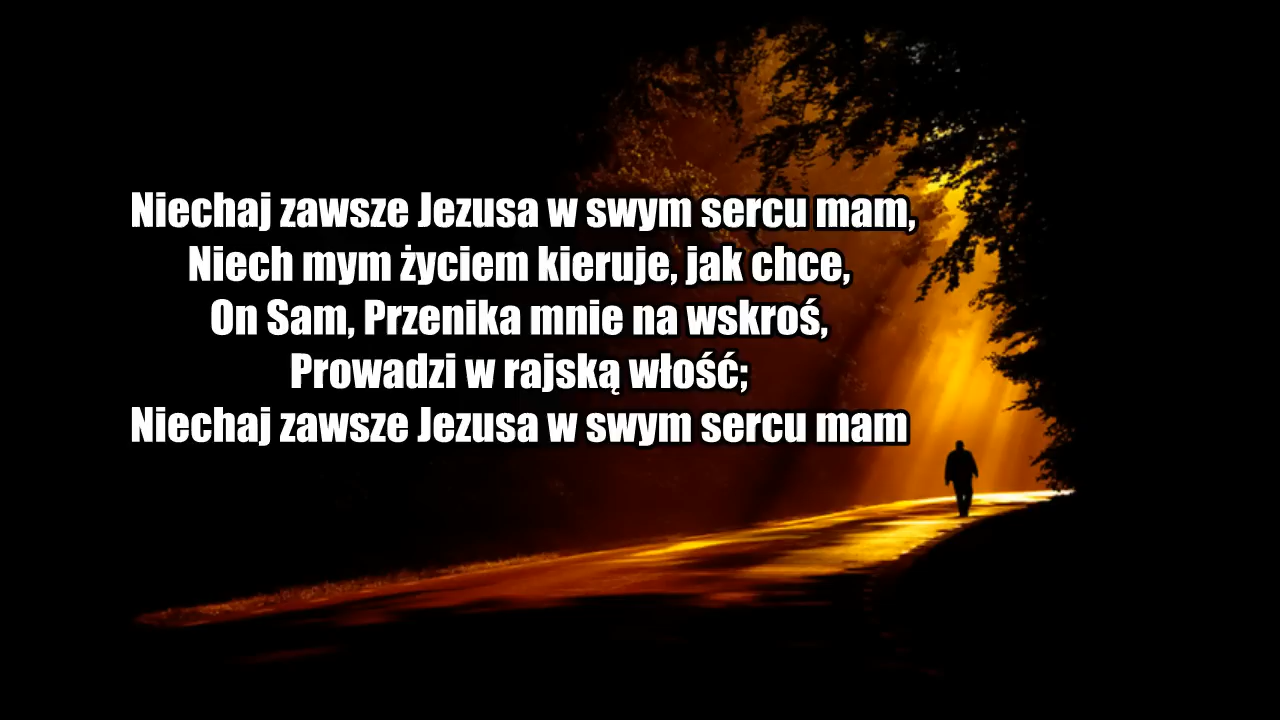 Niechaj zawsze Jezusa w swym sercu mam,
Niech mym życiem kieruje, jak chce,
On Sam, Przenika mnie na wskroś,
Prowadzi w rajską włość;
Niechaj zawsze Jezusa w swym sercu mam